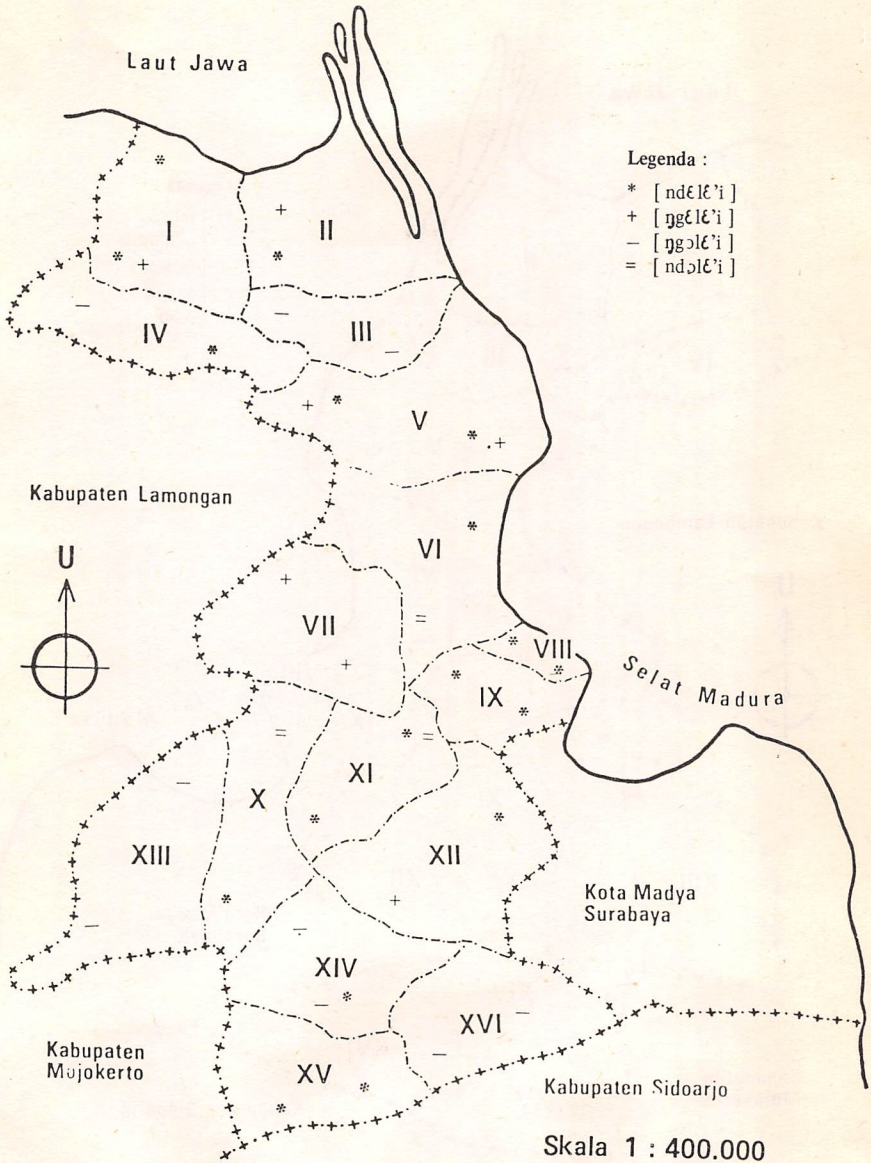 Laut Jawa
Legenda :
* [ ndɛlɛ'i ]
+ [ ŋgɛlɛ'i ]
− [ ŋgɔlɛ'i ]
= [ ndɔlɛ'i ]
I
II
III
IV
V
Kabupaten Lamongan
U
VI
VII
VIII
Selat Madura
IX
XI
X
XIII
XII
Kota Madya
Surabaya
XIV
XVI
Kabupaten
Mojokerto
XV
Kabupaten Sidoarjo
Skala 1 : 400.000